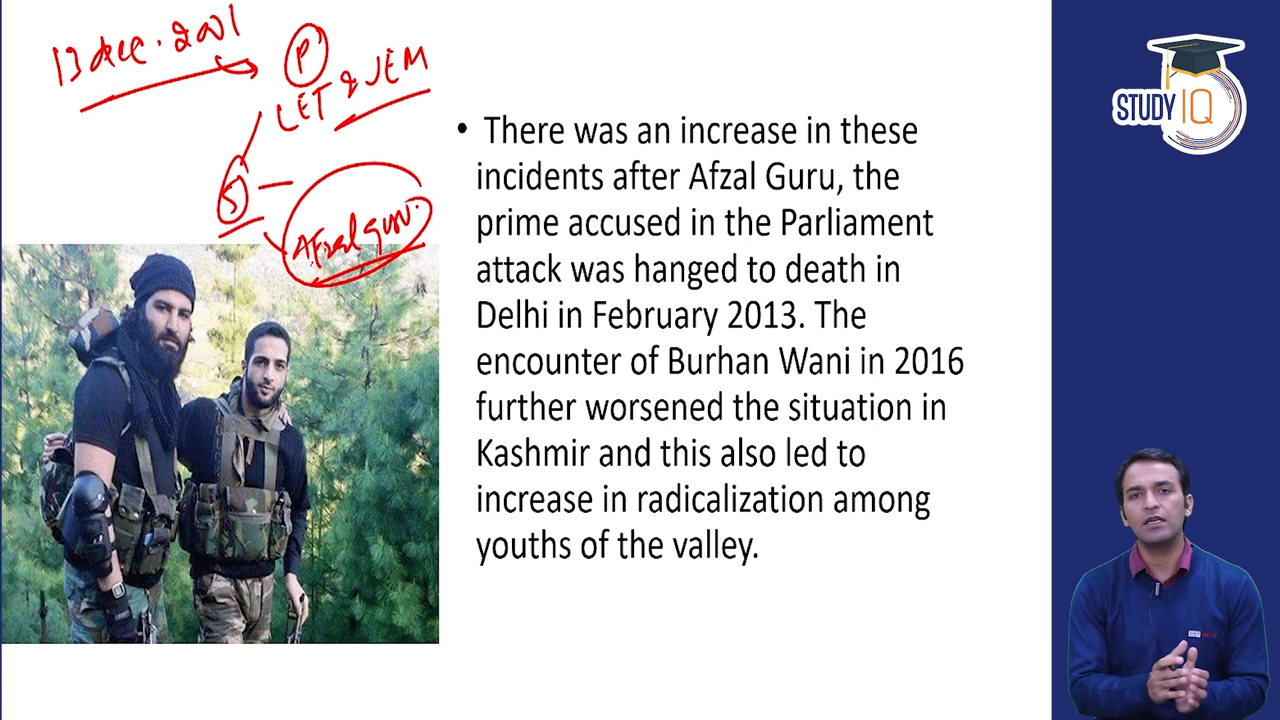 13 dec. 2001
P
LET & JEM
5
Afzal guru.
• There was an increase in these
incidents after Afzal Guru, the
prime accused in the Parliament
attack was hanged to death in
Delhi in February 2013. The
encounter of Burhan Wani in 2016
further worsened the situation in
Kashmir and this also led to
increase in radicalization among
youths of the valley.
STUDY IQ